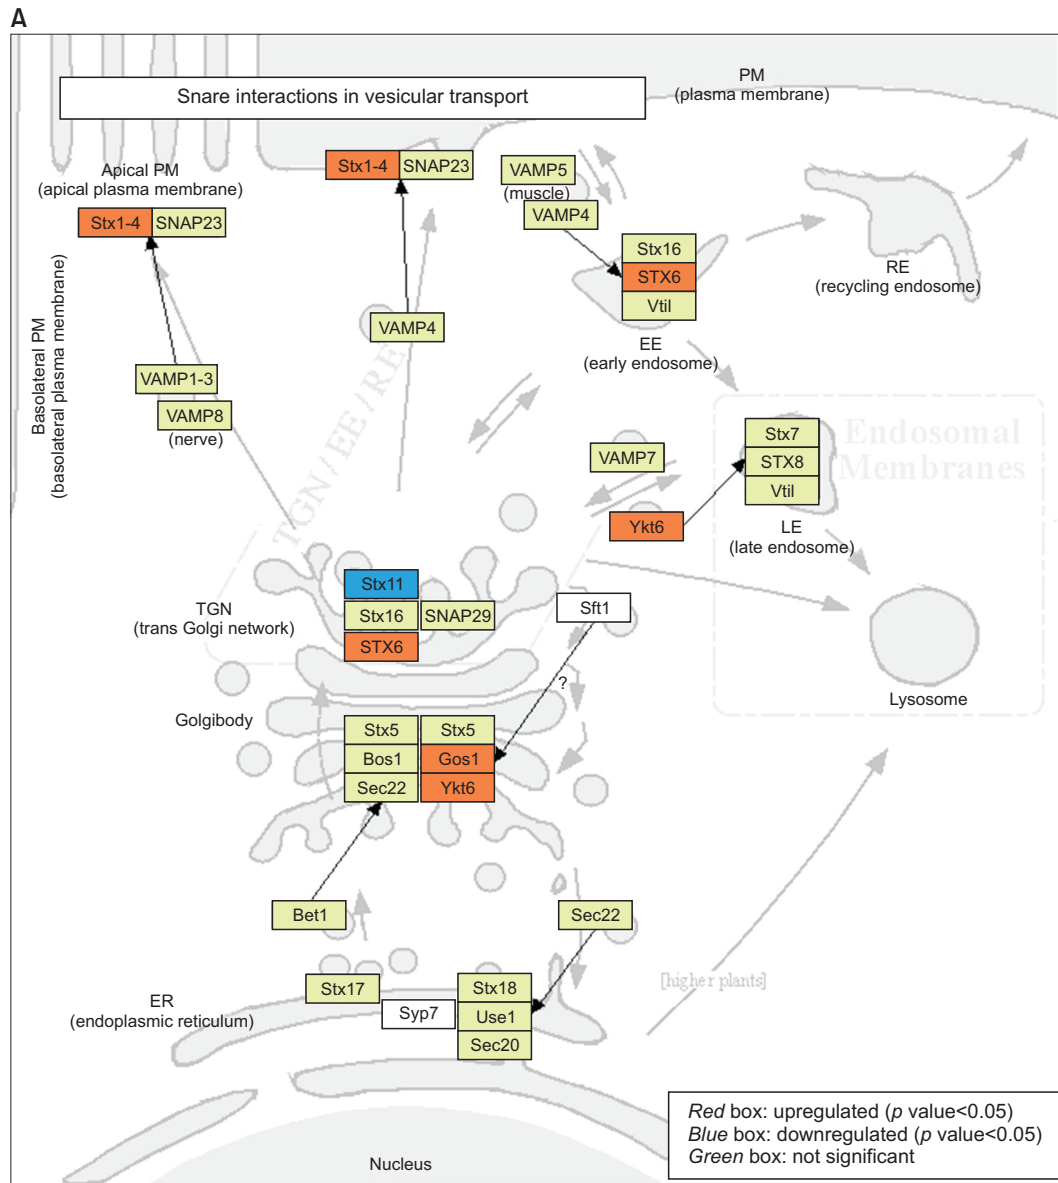 A
Snare interactions in vesicular transport
PM
(plasma membrane)
Apical PM
(apical plasma membrane)
Stx1-4 SNAP23
Stx1-4 SNAP23
VAMP5
(muscle)
VAMP4
Stx16
STX6
Vtil
EE
(early endosome)
RE
(recycling endosome)
Basolateral PM
(basolateral plasma membrane)
VAMP4
VAMP1-3
VAMP8
(nerve)
TGN/EE/RE
Endosomal
Membranes
VAMP7
Stx7
STX8
Vtil
Ykt6
LE
(late endosome)
TGN
(trans Golgi network)
Stx11
Stx16 SNAP29
STX6
Sft1
?
Lysosome
Golgibody
Stx5 Stx5
Bos1 Gos1
Sec22 Ykt6
Bet1
Sec22
[higher plants]
ER
(endoplasmic reticulum)
Stx17
Syp7
Stx18
Use1
Sec20
Nucleus
Red box: upregulated (p value<0.05)
Blue box: downregulated (p value<0.05)
Green box: not significant